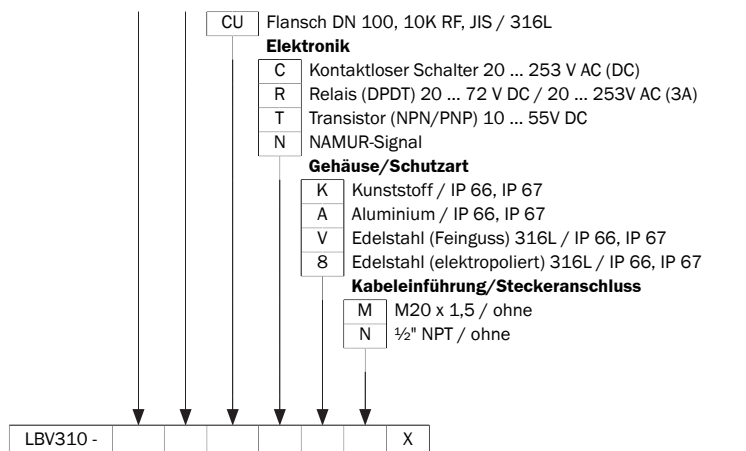 CU Flansch DN 100, 10K RF, JIS / 316L
Elektronik
C Kontaktloser Schalter 20 ... 253 V AC (DC)
R Relais (DPDT) 20 ... 72 V DC / 20 ... 253V AC (3A)
T Transistor (NPN/PNP) 10 ... 55V DC
N NAMUR-Signal
Gehäuse/Schutzart
K Kunststoff / IP 66, IP 67
A Aluminium / IP 66, IP 67
V Edelstahl (Feinguss) 316L / IP 66, IP 67
8 Edelstahl (elektropoliert) 316L / IP 66, IP 67
Kabeleinführung/Steckeranschluss
M M20 x 1,5 / ohne
N ½" NPT / ohne
LBV310 - X